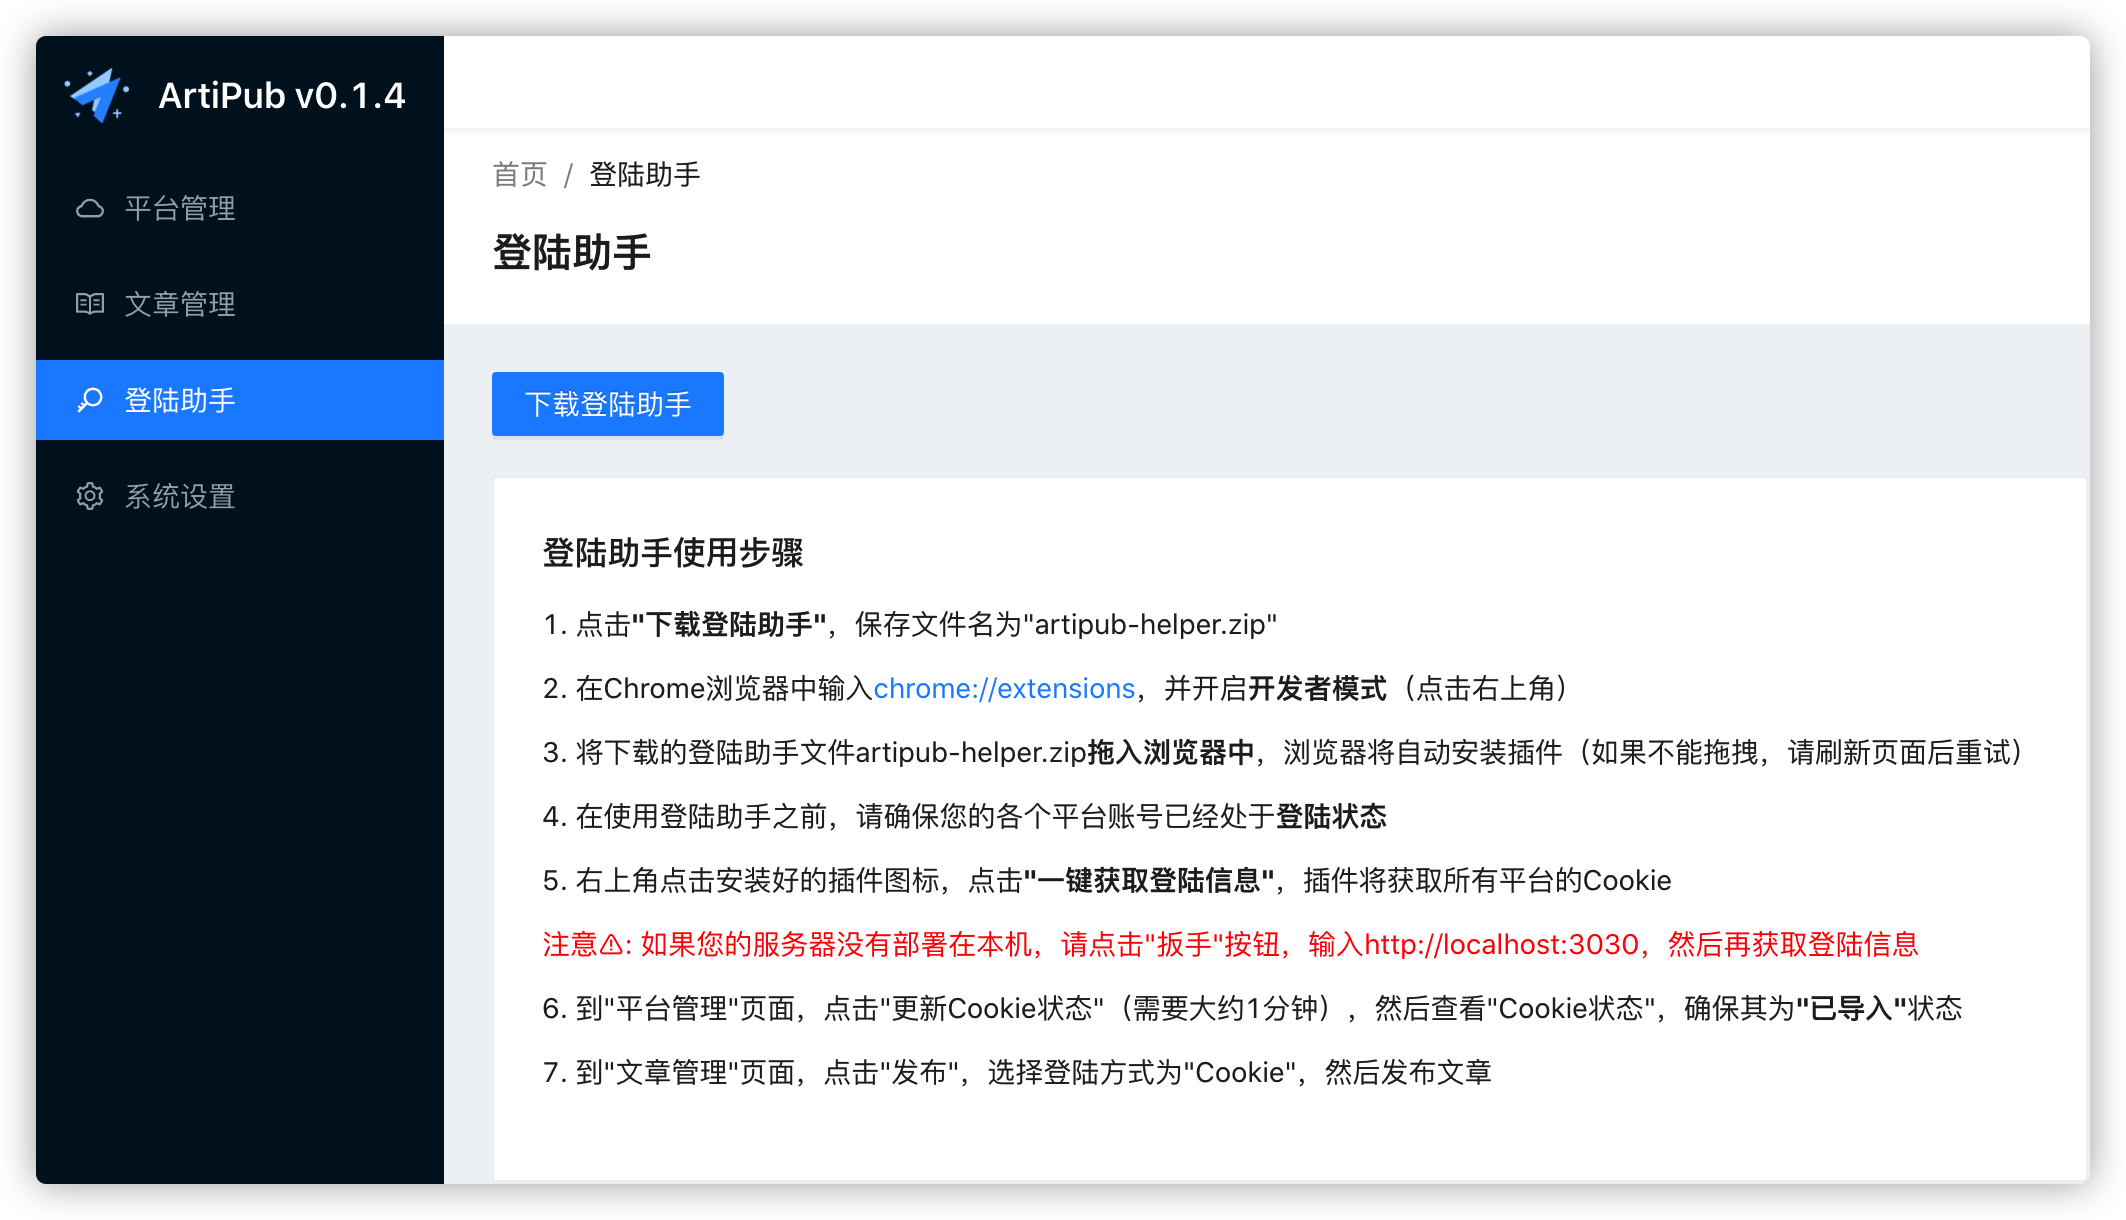 ArtiPub v0.1.4
平台管理
文章管理
登陆助手
系统设置
首页 / 登陆助手
登陆助手
下载登陆助手
登陆助手使用步骤
1. 点击"下载登陆助手"，保存文件名为"artipub-helper.zip"
2. 在Chrome浏览器中输入chrome://extensions，并开启开发者模式（点击右上角）
3. 将下载的登陆助手文件artipub-helper.zip拖入浏览器中，浏览器将自动安装插件（如果不能拖拽，请刷新页面后重试）
4. 在使用登陆助手之前，请确保您的各个平台账号已经处于登陆状态
5. 右上角点击安装好的插件图标，点击"一键获取登陆信息"，插件将获取所有平台的Cookie
注意⚠: 如果您的服务器没有部署在本机，请点击"扳手"按钮，输入http://localhost:3030，然后再获取登陆信息
6. 到"平台管理"页面，点击"更新Cookie状态"（需要大约1分钟），然后查看"Cookie状态"，确保其为"已导入"状态
7. 到"文章管理"页面，点击"发布"，选择登陆方式为"Cookie"，然后发布文章